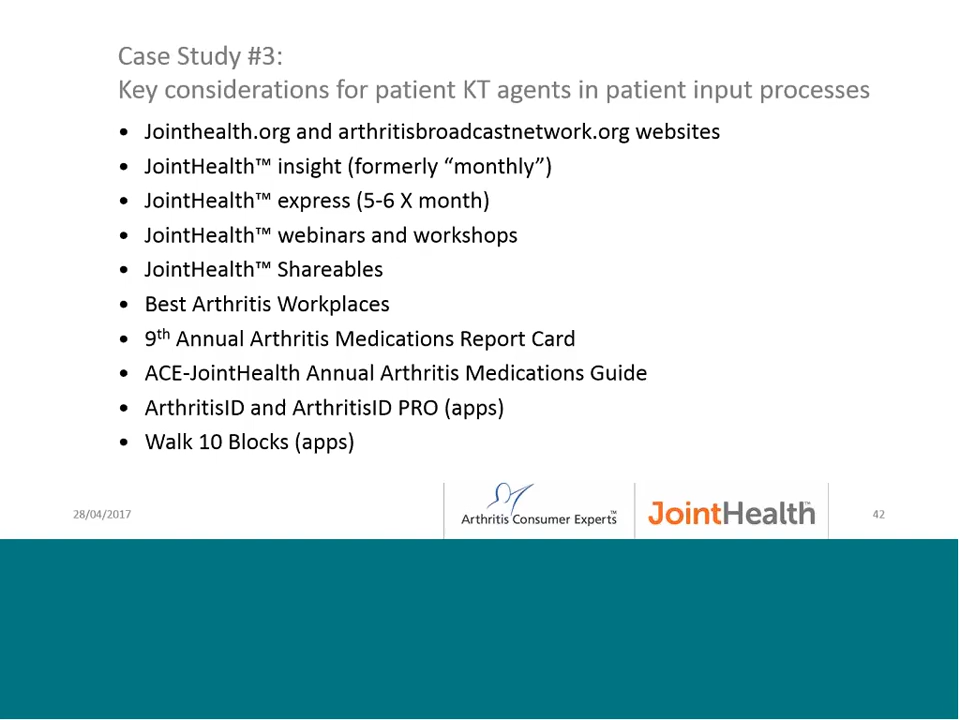 Case Study #3:
Key considerations for patient KT agents in patient input processes
• Jointhealth.org and arthritisbroadcastnetwork.org websites
• JointHealth™ insight (formerly “monthly”)
• JointHealth™ express (5-6 X month)
• JointHealth™ webinars and workshops
• JointHealth™ Shareables
• Best Arthritis Workplaces
• 9th Annual Arthritis Medications Report Card
• ACE-JointHealth Annual Arthritis Medications Guide
• ArthritisID and ArthritisID PRO (apps)
• Walk 10 Blocks (apps)
28/04/2017
Arthritis Consumer Experts™
JointHealth™
42